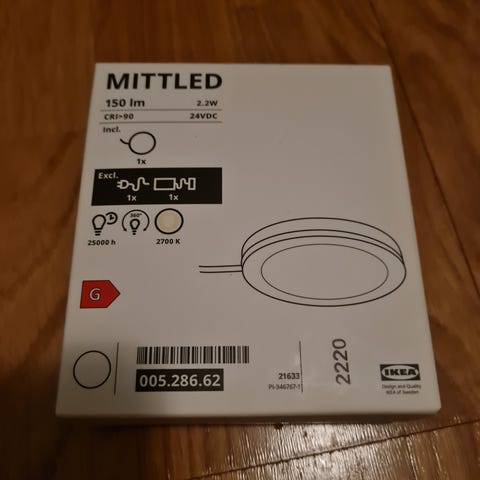 MITTLED
150 lm 2.2W
CRI>90 24VDC
Incl.
1x
Excl.
1x 1x
360°
25000 h 2700 K
G
005.286.62
21633
PI-346767-1
2220
IKEA
Design and Quality
IKEA of Sweden